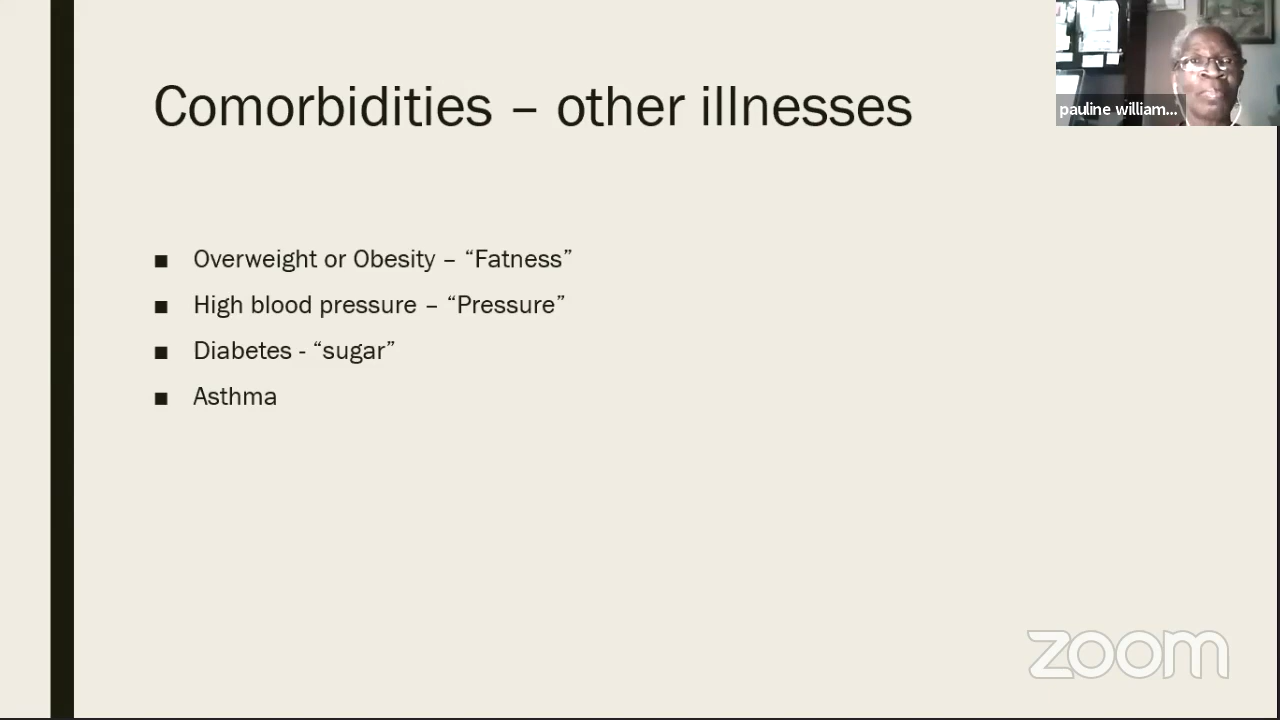 Comorbidities – other illnesses
pauline william...
■ Overweight or Obesity – “Fatness”
■ High blood pressure – “Pressure”
■ Diabetes - “sugar”
■ Asthma
zoom